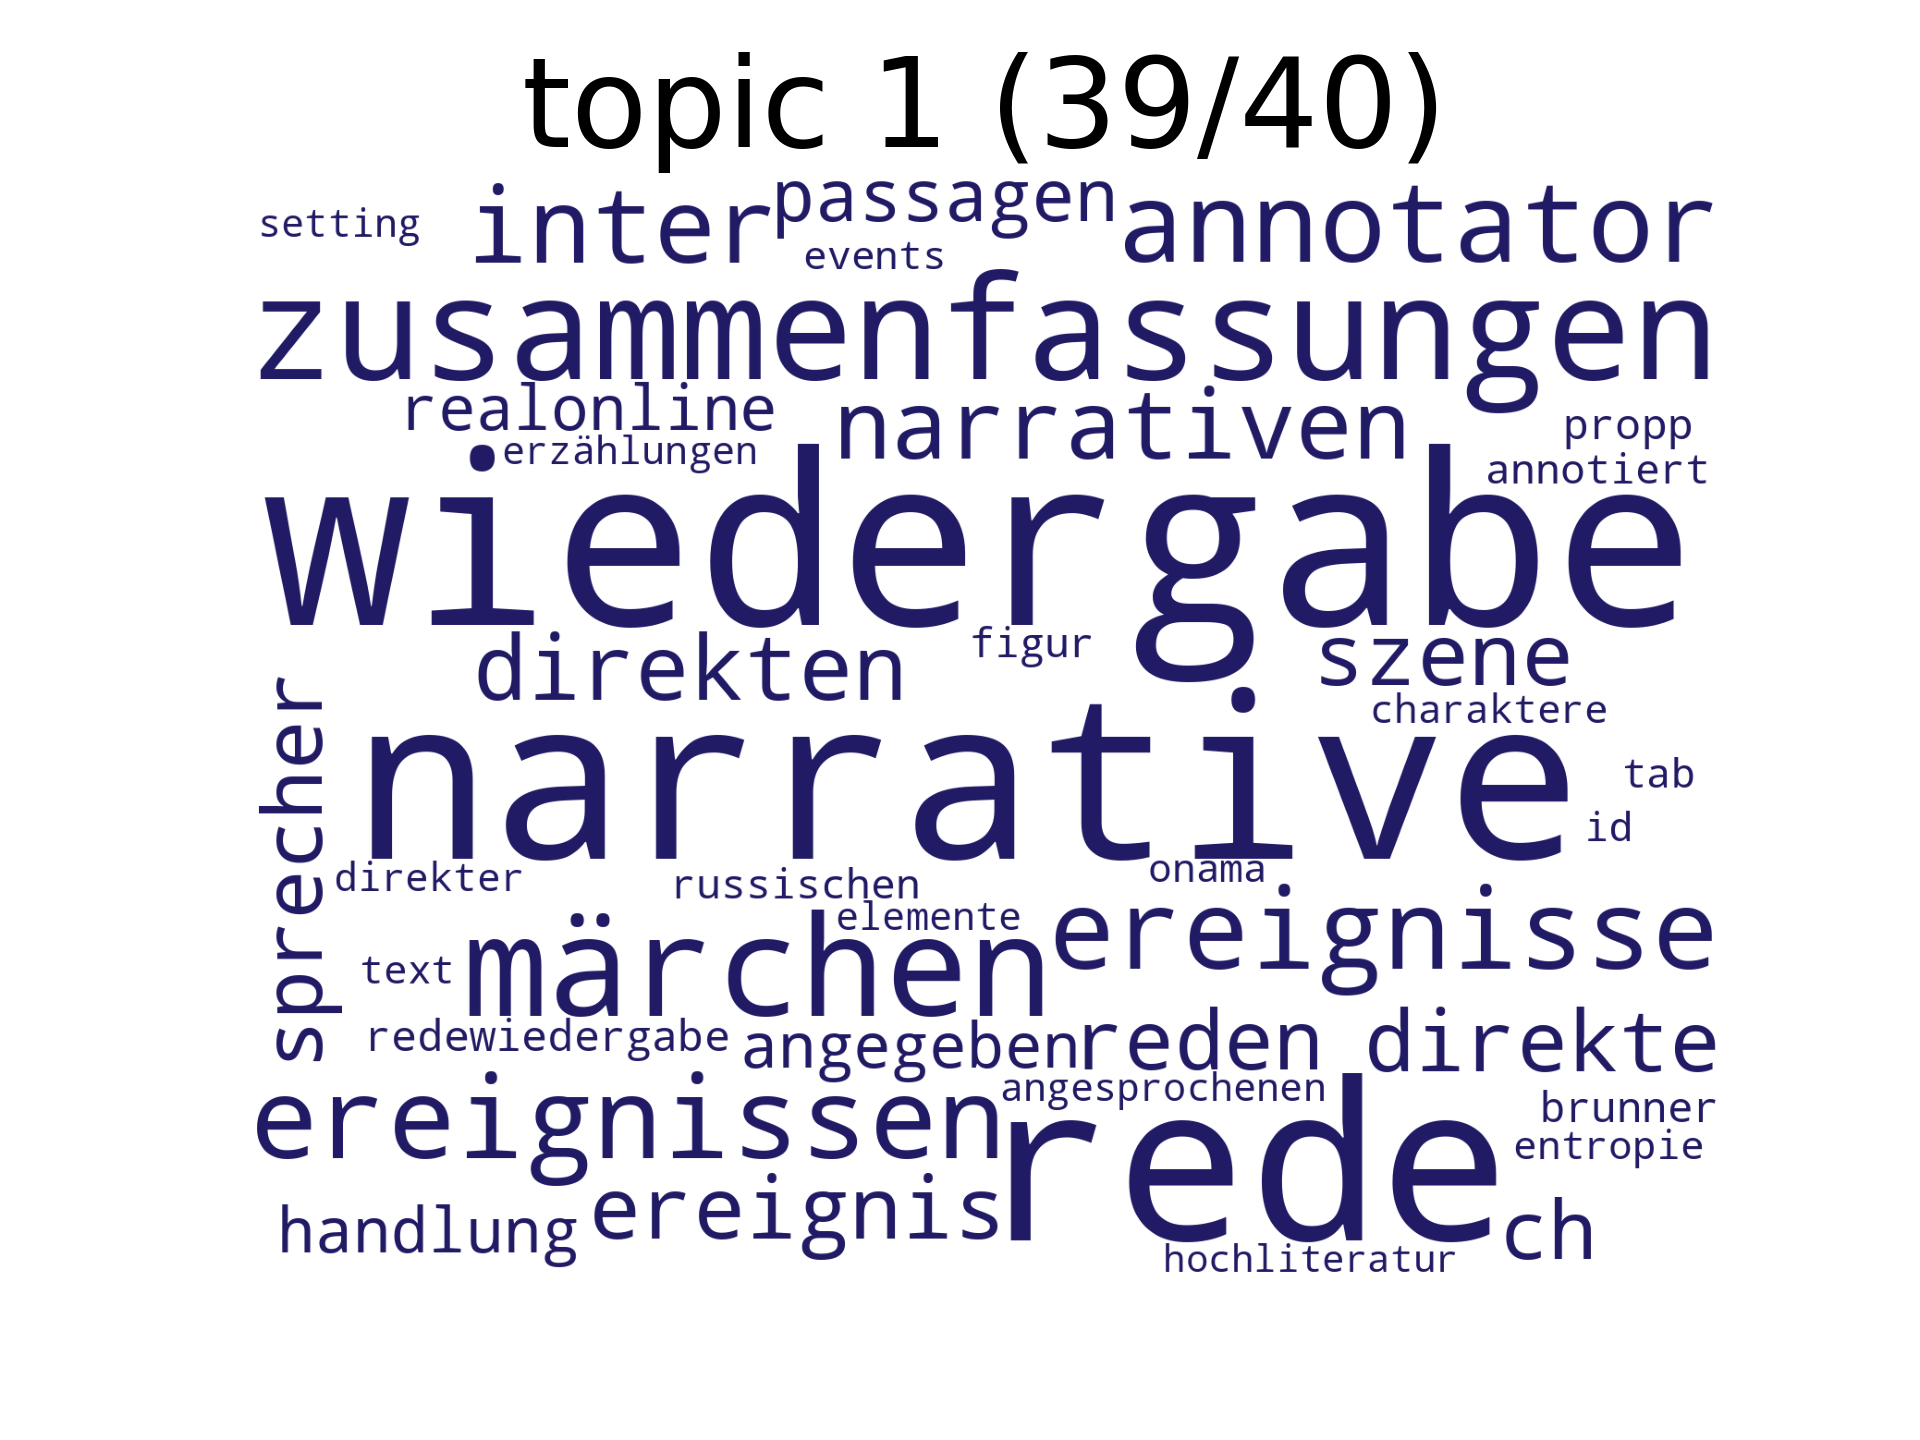 topic 1 (39/40)
setting inter passagen annotator
events
zusammenfassungen
realonline narrativen propp
erzählungen annotiert
wiedergabe
direkten figur szene
charaktere
narrative tab
id
sprecher
direkter russischen onama
märchen elemente ereignisse
text
redewiedergabe angegeben reden direkte
ereignissen angesprochenen brunner
rede entropie
handlung ereignis ch
hochliteratur